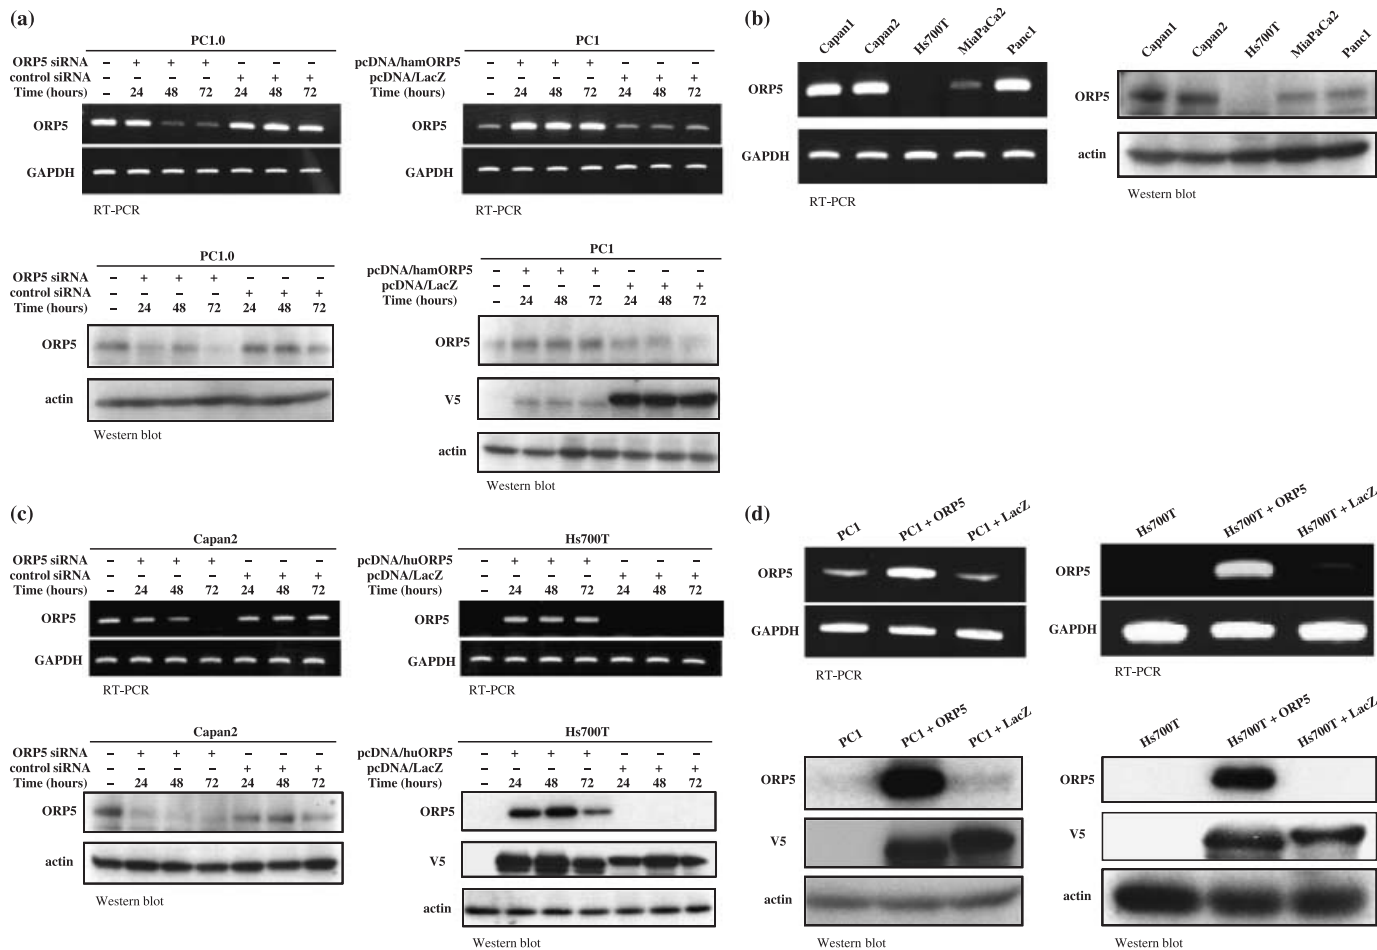 (a)
PC1.0
ORP5 siRNA – + + + – – –
control siRNA – – – – + + +
Time (hours) – 24 48 72 24 48 72
ORP5
GAPDH
RT-PCR
PC1
pcDNA/hamORP5 – + + + – – –
pcDNA/LacZ – – – – + + +
Time (hours) – 24 48 72 24 48 72
ORP5
GAPDH
RT-PCR
PC1.0
ORP5 siRNA – + + + – – –
control siRNA – – – – + + +
Time (hours) – 24 48 72 24 48 72
ORP5
actin
Western blot
PC1
pcDNA/hamORP5 – + + + – – –
pcDNA/LacZ – – – – + + +
Time (hours) – 24 48 72 24 48 72
ORP5
V5
actin
Western blot
(b)
Capan1 Capan2 Hs700T MiaPaCa2 Panc1
ORP5
GAPDH
RT-PCR
Capan1 Capan2 Hs700T MiaPaCa2 Panc1
ORP5
actin
Western blot
(c)
Capan2
ORP5 siRNA – + + + – – –
control siRNA – – – – + + +
Time (hours) – 24 48 72 24 48 72
ORP5
GAPDH
RT-PCR
Hs700T
pcDNA/huORP5 – + + + – – –
pcDNA/LacZ – – – – + + +
Time (hours) – 24 48 72 24 48 72
ORP5
GAPDH
RT-PCR
Capan2
ORP5 siRNA – + + + – – –
control siRNA – – – – + + +
Time (hours) – 24 48 72 24 48 72
ORP5
actin
Western blot
Hs700T
pcDNA/huORP5 – + + + – – –
pcDNA/LacZ – – – – + + +
Time (hours) – 24 48 72 24 48 72
ORP5
V5
actin
Western blot
(d)
PC1 PC1 + ORP5 PC1 + LacZ
ORP5
GAPDH
RT-PCR
Hs700T Hs700T + ORP5 Hs700T + LacZ
ORP5
GAPDH
RT-PCR
PC1 PC1 + ORP5 PC1 + LacZ
ORP5
V5
actin
Western blot
Hs700T Hs700T + ORP5 Hs700T + LacZ
ORP5
V5
actin
Western blot